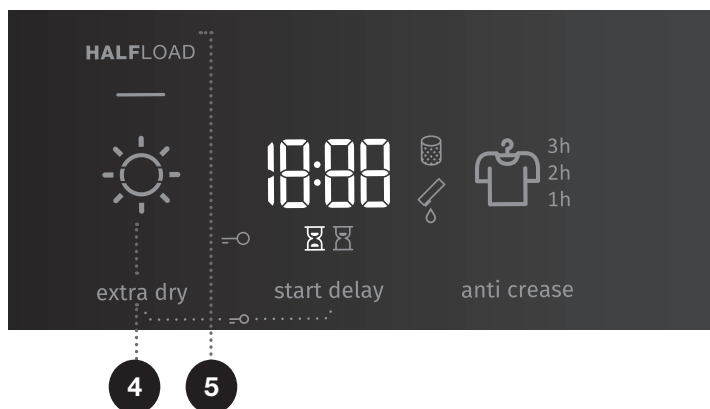 HALFLOAD
18:88
3h
2h
1h
extra dry
start delay
anti crease
4
5